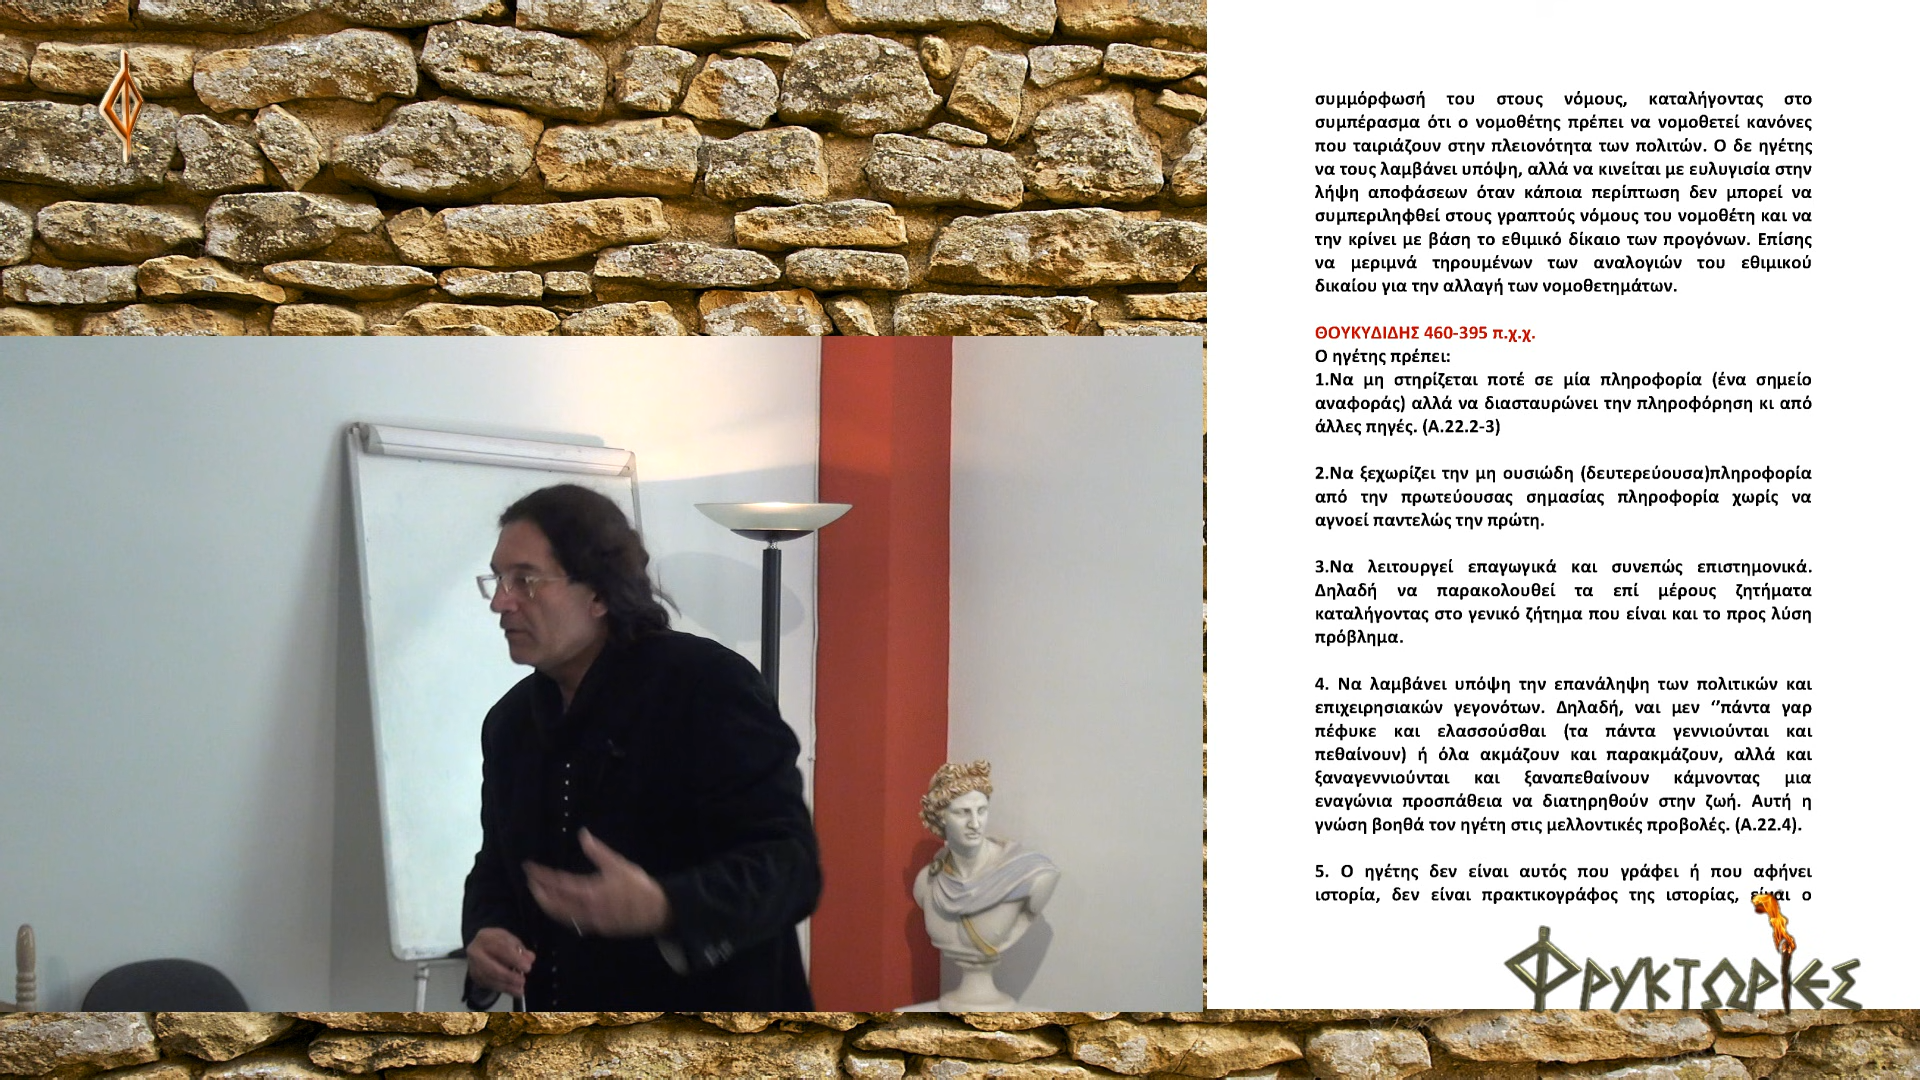 συμμόρφωσή του στους νόμους, καταλήγοντας στο
συμπέρασμα ότι ο νομοθέτης πρέπει να νομοθετεί κανόνες
που ταιριάζουν στην πλειονότητα των πολιτών. Ο δε ηγέτης
να τους λαμβάνει υπόψη, αλλά να κινείται με ευλυγισία στην
λήψη αποφάσεων όταν κάποια περίπτωση δεν μπορεί να
συμπεριληφθεί στους γραπτούς νόμους του νομοθέτη και να
την κρίνει με βάση το εθιμικό δίκαιο των προγόνων. Επίσης
να μεριμνά τηρουμένων των αναλογιών του εθιμικού
δικαίου για την αλλαγή των νομοθετημάτων.
ΘΟΥΚΥΔΙΔΗΣ 460-395 π.χ.χ.
Ο ηγέτης πρέπει:
1.Να μη στηρίζεται ποτέ σε μία πληροφορία (ένα σημείο
αναφοράς) αλλά να διασταυρώνει την πληροφόρηση κι από
άλλες πηγές. (Α.22.2-3)
2.Να ξεχωρίζει την μη ουσιώδη (δευτερεύουσα)πληροφορία
από την πρωτεύουσας σημασίας πληροφορία χωρίς να
αγνοεί παντελώς την πρώτη.
3.Να λειτουργεί επαγωγικά και συνεπώς επιστημονικά.
Δηλαδή να παρακολουθεί τα επί μέρους ζητήματα
καταλήγοντας στο γενικό ζήτημα που είναι και το προς λύση
πρόβλημα.
4. Να λαμβάνει υπόψη την επανάληψη των πολιτικών και
επιχειρησιακών γεγονότων. Δηλαδή, ναι μεν ‘’πάντα γαρ
πέφυκε και ελασσούσθαι (τα πάντα γεννιούνται και
πεθαίνουν) ή όλα ακμάζουν και παρακμάζουν, αλλά και
ξαναγεννιούνται και ξαναπεθαίνουν κάμνοντας μια
εναγώνια προσπάθεια να διατηρηθούν στην ζωή. Αυτή η
γνώση βοηθά τον ηγέτη στις μελλοντικές προβολές. (Α.22.4).
5. Ο ηγέτης δεν είναι αυτός που γράφει ή που αφήνει
ιστορία, δεν είναι πρακτικογράφος της ιστορίας, είναι ο
ΦΡΥΚΤΩΡΙΕΣ